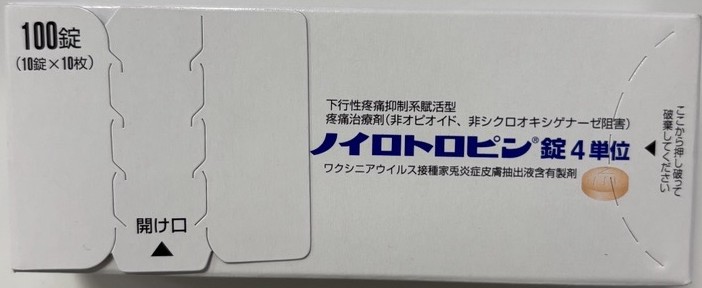 100錠
(10錠×10枚)
開け口
下行性疼痛抑制系賦活型
疼痛治療剤(非オピオイド、非シクロオキシゲナーゼ阻害)
ノイロトロピン®錠4単位
ワクシニアウイルス接種家兎炎症皮膚抽出液含有製剤
ここから押し破って
破棄してください